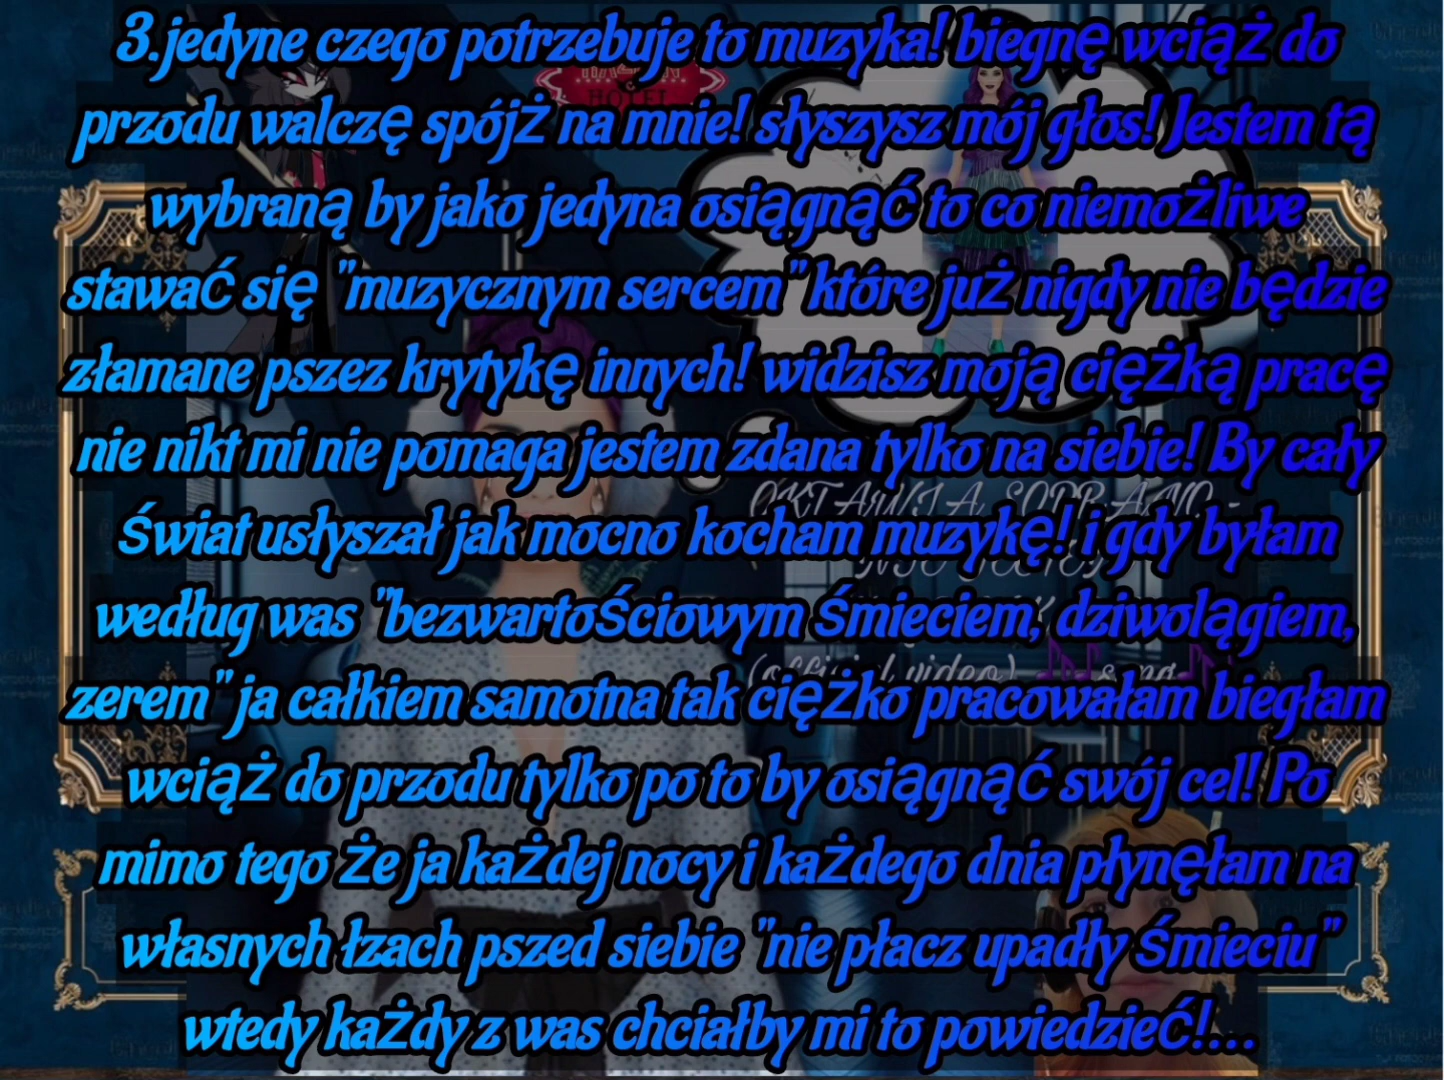 3.jedyne czego potrzebuje to muzyka! biegnę wciąż do
przodu walczę spójż na mnie! słyszysz mój głos! Jestem tą
wybraną by jako jedyna osiągnąć to co niemożliwe
stawać się "muzycznym sercem" które już nigdy nie będzie
złamane pszez krytykę innych! widzisz moją ciężką pracę
nie nikt mi nie pomaga jestem zdana tylko na siebie! By cały
świat usłyszał jak mocno kocham muzykę! i gdy byłam
według was "bezwartościowym śmieciem, dziwolągiem,
zerem" ja całkiem samotna tak ciężko pracowałam biegłam
wciąż do przodu tylko po to by osiągnąć swój cel! Po
mimo tego że ja każdej nocy i każdego dnia płynęłam na
własnych łzach pszed siebie "nie płacz upadły śmieciu"
wtedy każdy z was chciałby mi to powiedzieć!...
HOTEL
OKTAWIA SOPRANO -
(official video)